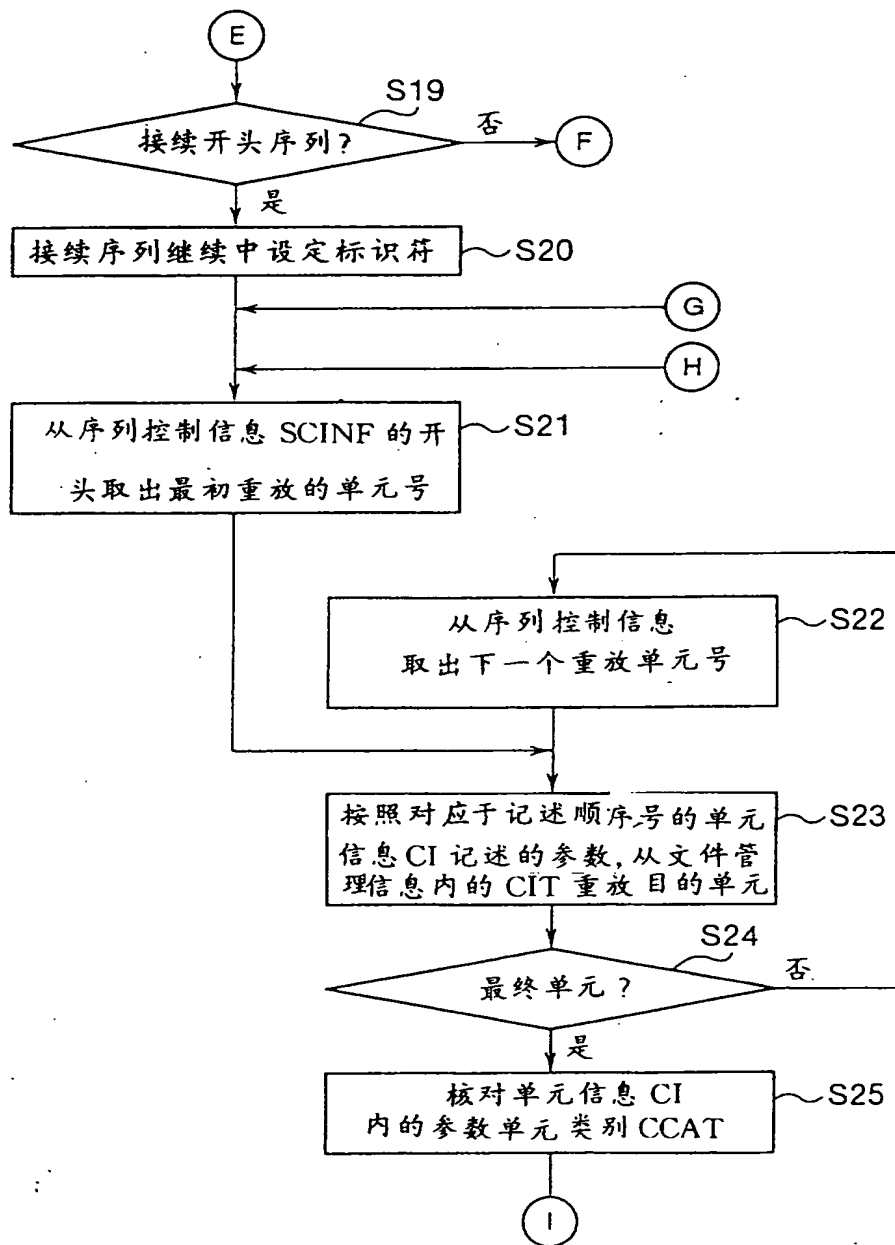 E
S19
接续开头序列?
否
F
是
接续序列继续中设定标识符
S20
G
H
从序列控制信息 SCINF 的开
头取出最初重放的单元号
S21
从序列控制信息
取出下一个重放单元号
S22
按照对应于记述顺序号的单元
信息 CI 记述的参数,从文件管
理信息内的 CIT 重放目的单元
S23
S24
最终单元?
否
是
核对单元信息 CI
内的参数单元类别 CCAT
S25
I